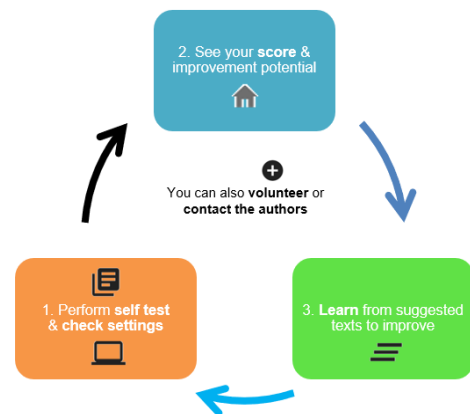 2. See your score &
improvement potential
You can also volunteer or
contact the authors
1. Perform self test
& check settings
3. Learn from suggested
texts to improve